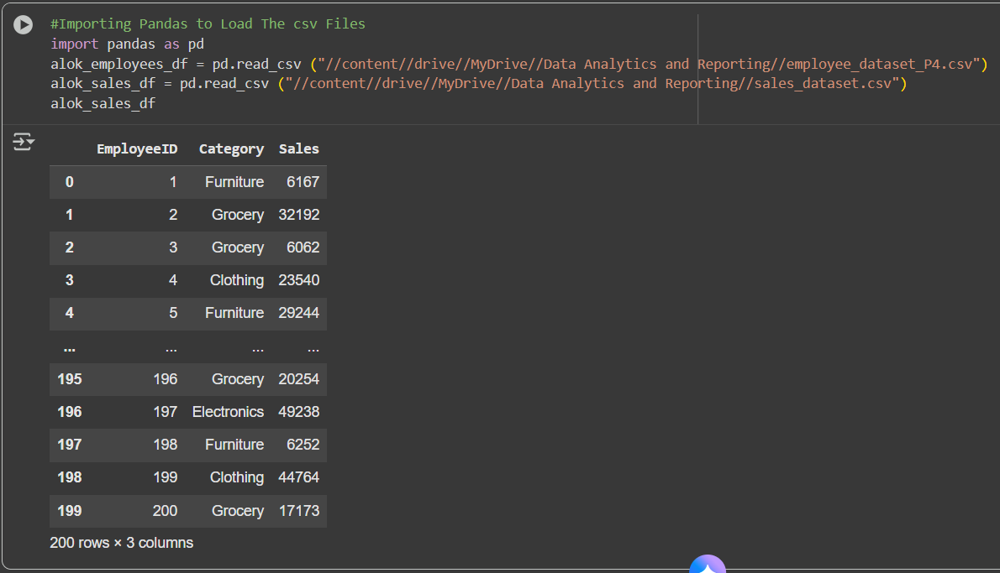 #Importing Pandas to Load The csv Files
import pandas as pd
alok_employees_df = pd.read_csv ("//content//drive//MyDrive//Data Analytics and Reporting//employee_dataset_P4.csv")
alok_sales_df = pd.read_csv ("//content//drive//MyDrive//Data Analytics and Reporting//sales_dataset.csv")
alok_sales_df
EmployeeID Category Sales
0 1 Furniture 6167
1 2 Grocery 32192
2 3 Grocery 6062
3 4 Clothing 23540
4 5 Furniture 29244
... ... ... ...
195 196 Grocery 20254
196 197 Electronics 49238
197 198 Furniture 6252
198 199 Clothing 44764
199 200 Grocery 17173
200 rows × 3 columns